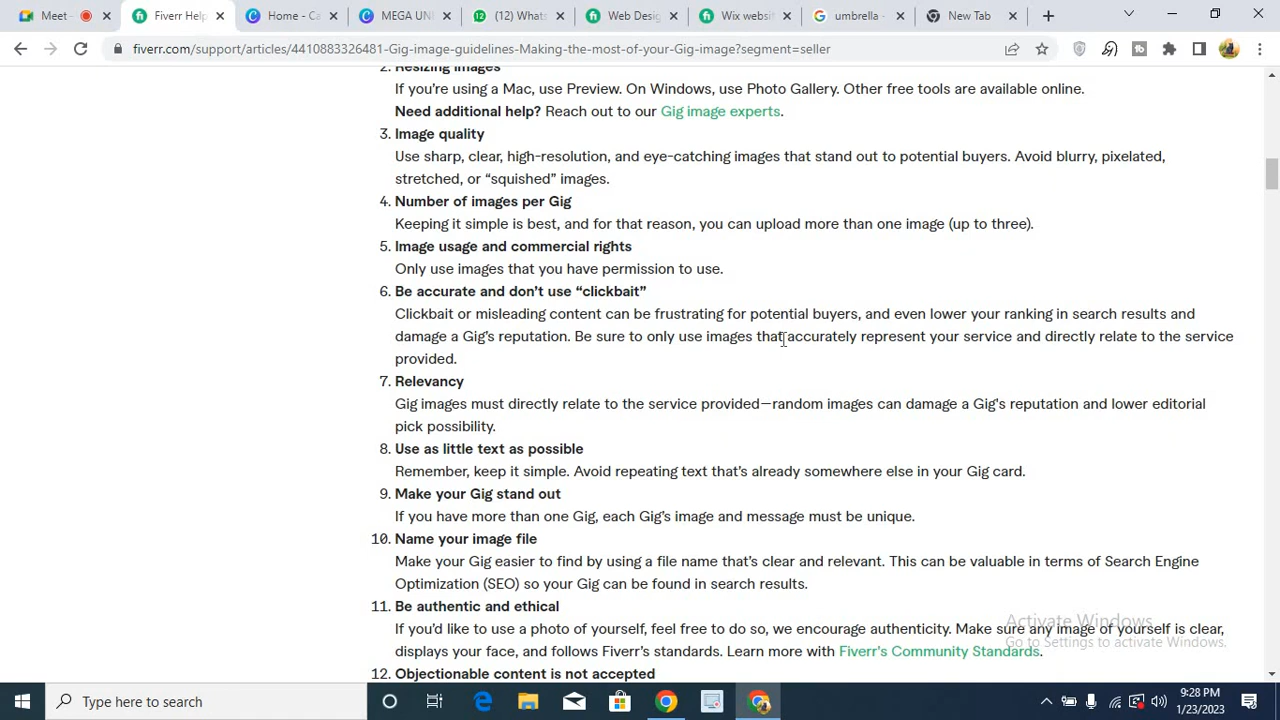 Meet -
Fiverr Help
Home - Ca
MEGA UNI
(12) Whats
Web Desig
Wix websit
umbrella -
New Tab
fiverr.com/support/articles/4410883326481-Gig-image-guidelines-Making-the-most-of-your-Gig-image?segment=seller
2. Resizing images
If you're using a Mac, use Preview. On Windows, use Photo Gallery. Other free tools are available online.
Need additional help? Reach out to our Gig image experts.
3. Image quality
Use sharp, clear, high-resolution, and eye-catching images that stand out to potential buyers. Avoid blurry, pixelated,
stretched, or “squished” images.
4. Number of images per Gig
Keeping it simple is best, and for that reason, you can upload more than one image (up to three).
5. Image usage and commercial rights
Only use images that you have permission to use.
6. Be accurate and don't use “clickbait”
Clickbait or misleading content can be frustrating for potential buyers, and even lower your ranking in search results and
damage a Gig's reputation. Be sure to only use images that accurately represent your service and directly relate to the service
provided.
7. Relevancy
Gig images must directly relate to the service provided—random images can damage a Gig's reputation and lower editorial
pick possibility.
8. Use as little text as possible
Remember, keep it simple. Avoid repeating text that's already somewhere else in your Gig card.
9. Make your Gig stand out
If you have more than one Gig, each Gig's image and message must be unique.
10. Name your image file
Make your Gig easier to find by using a file name that's clear and relevant. This can be valuable in terms of Search Engine
Optimization (SEO) so your Gig can be found in search results.
11. Be authentic and ethical
If you'd like to use a photo of yourself, feel free to do so, we encourage authenticity. Make sure any image of yourself is clear,
displays your face, and follows Fiverr's standards. Learn more with Fiverr's Community Standards.
12. Objectionable content is not accepted
Activate Windows
Go to Settings to activate Windows.
Type here to search
9:28 PM
1/23/2023